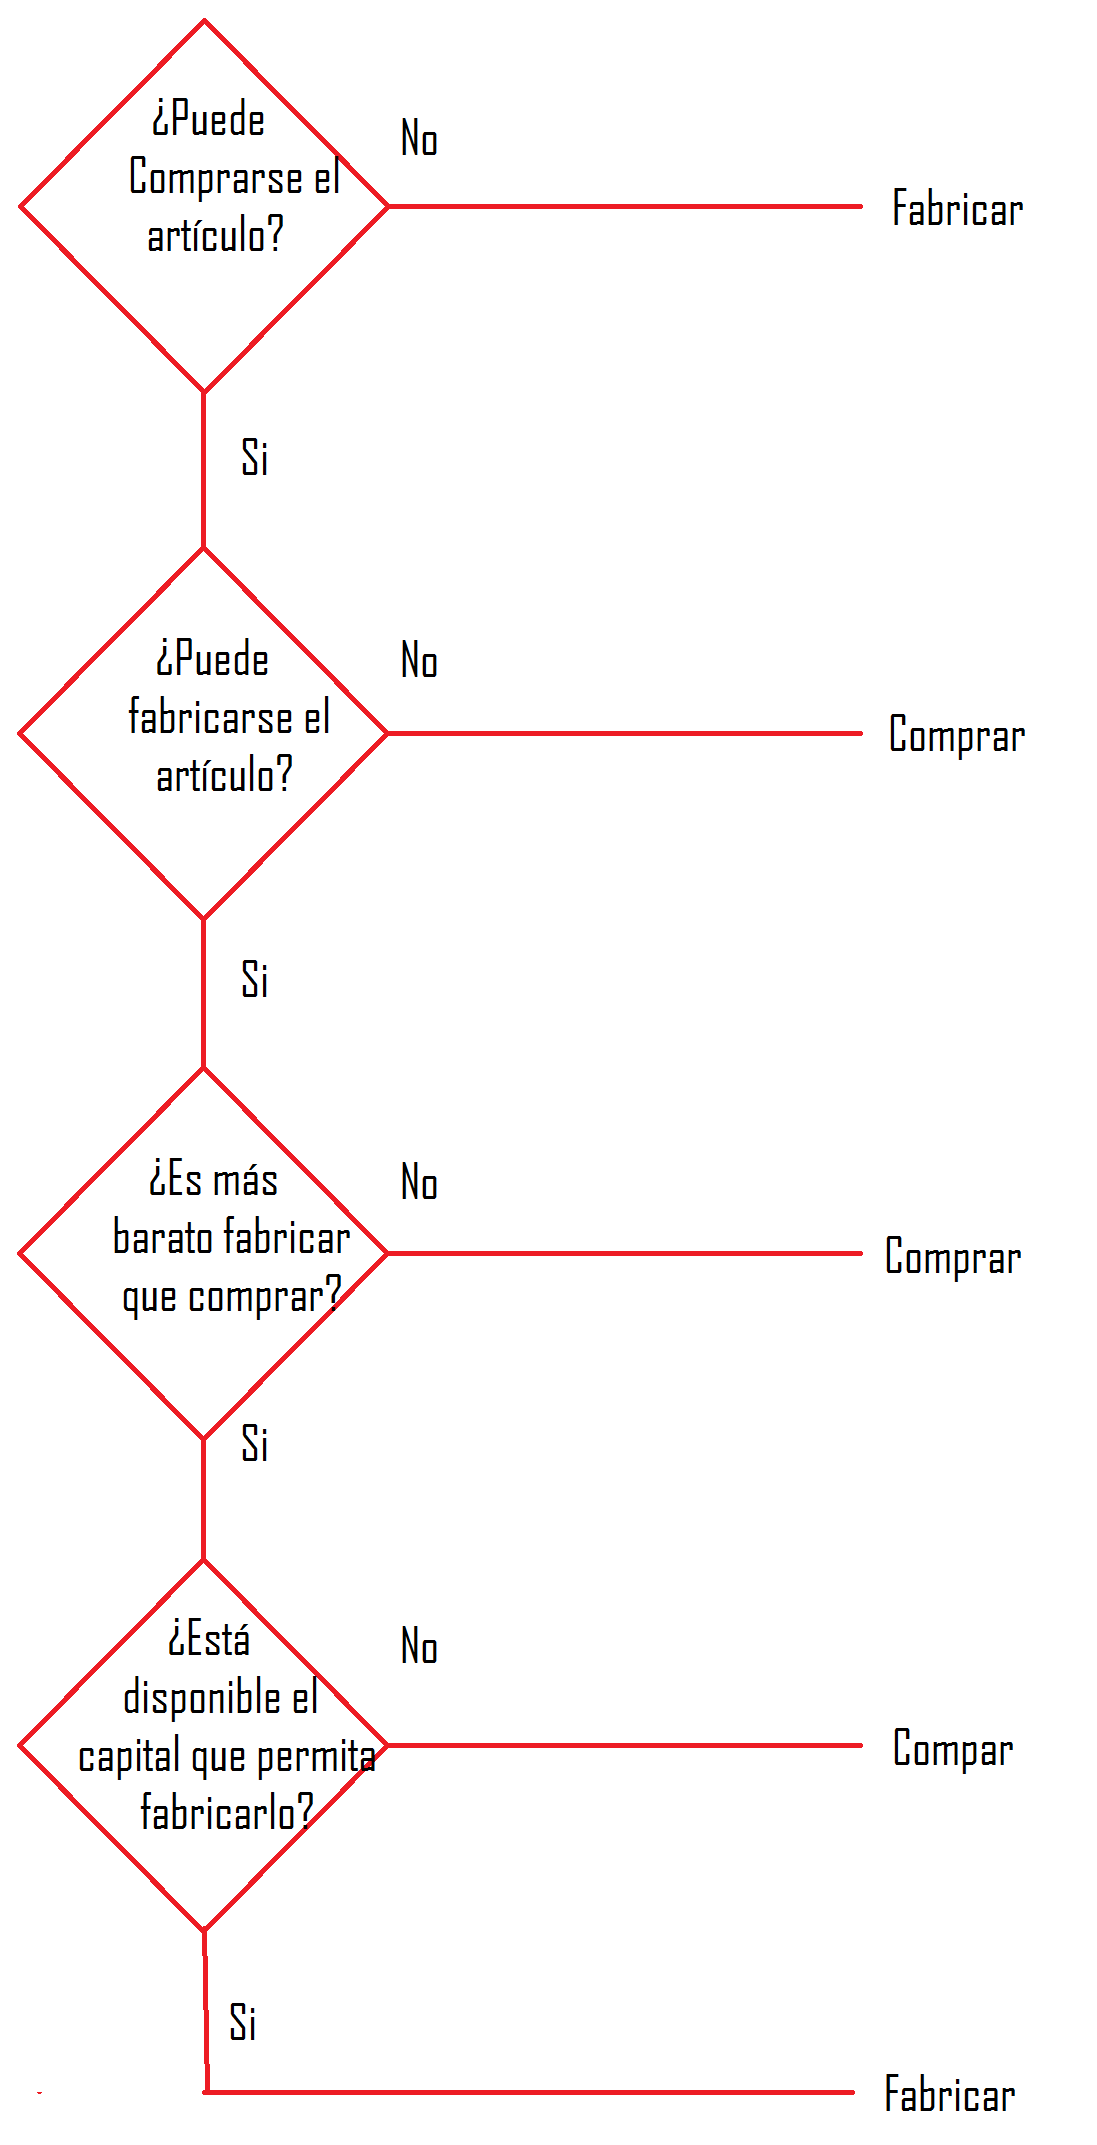 ¿Puede
Comprarse el
artículo?
No
Fabricar
Si
¿Puede
fabricarse el
artículo?
No
Comprar
Si
¿Es más
barato fabricar
que comprar?
No
Comprar
Si
¿Está
disponible el
capital que permita
fabricarlo?
No
Compar
Si
Fabricar